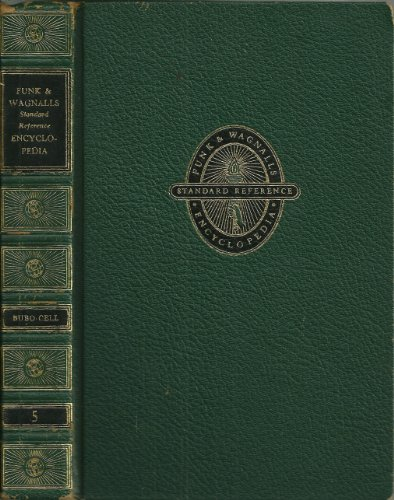 FUNK &
WAGNALLS
Standard
Reference
ENCYCLO-
PEDIA
BUBO-CELL
5
FUNK & WAGNALLS
STANDARD REFERENCE
ENCYCLOPEDIA